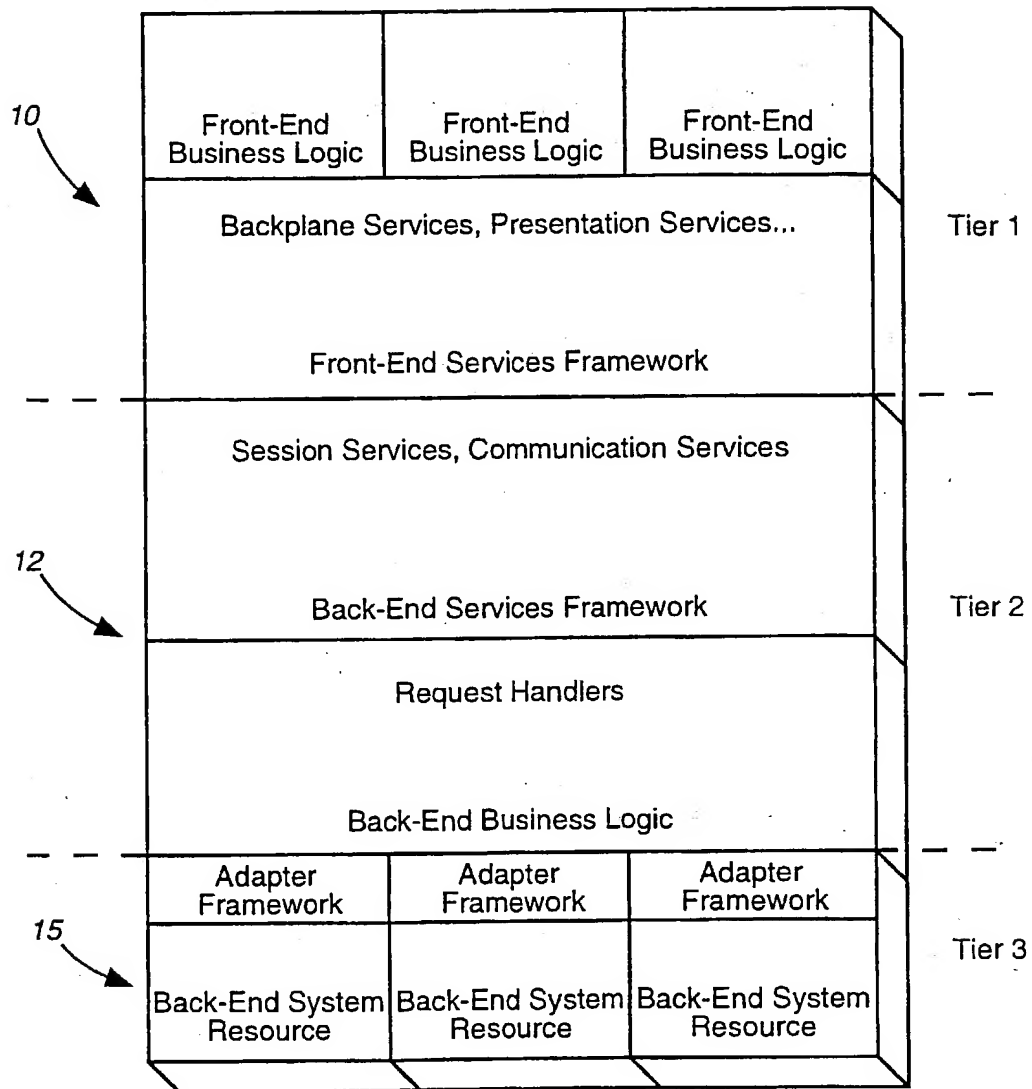 10
Front-End
Business Logic
Front-End
Business Logic
Front-End
Business Logic
Backplane Services, Presentation Services...
Tier 1
Front-End Services Framework
Session Services, Communication Services
12
Back-End Services Framework
Tier 2
Request Handlers
Back-End Business Logic
Adapter
Framework
Adapter
Framework
Adapter
Framework
15
Tier 3
Back-End System
Resource
Back-End System
Resource
Back-End System
Resource